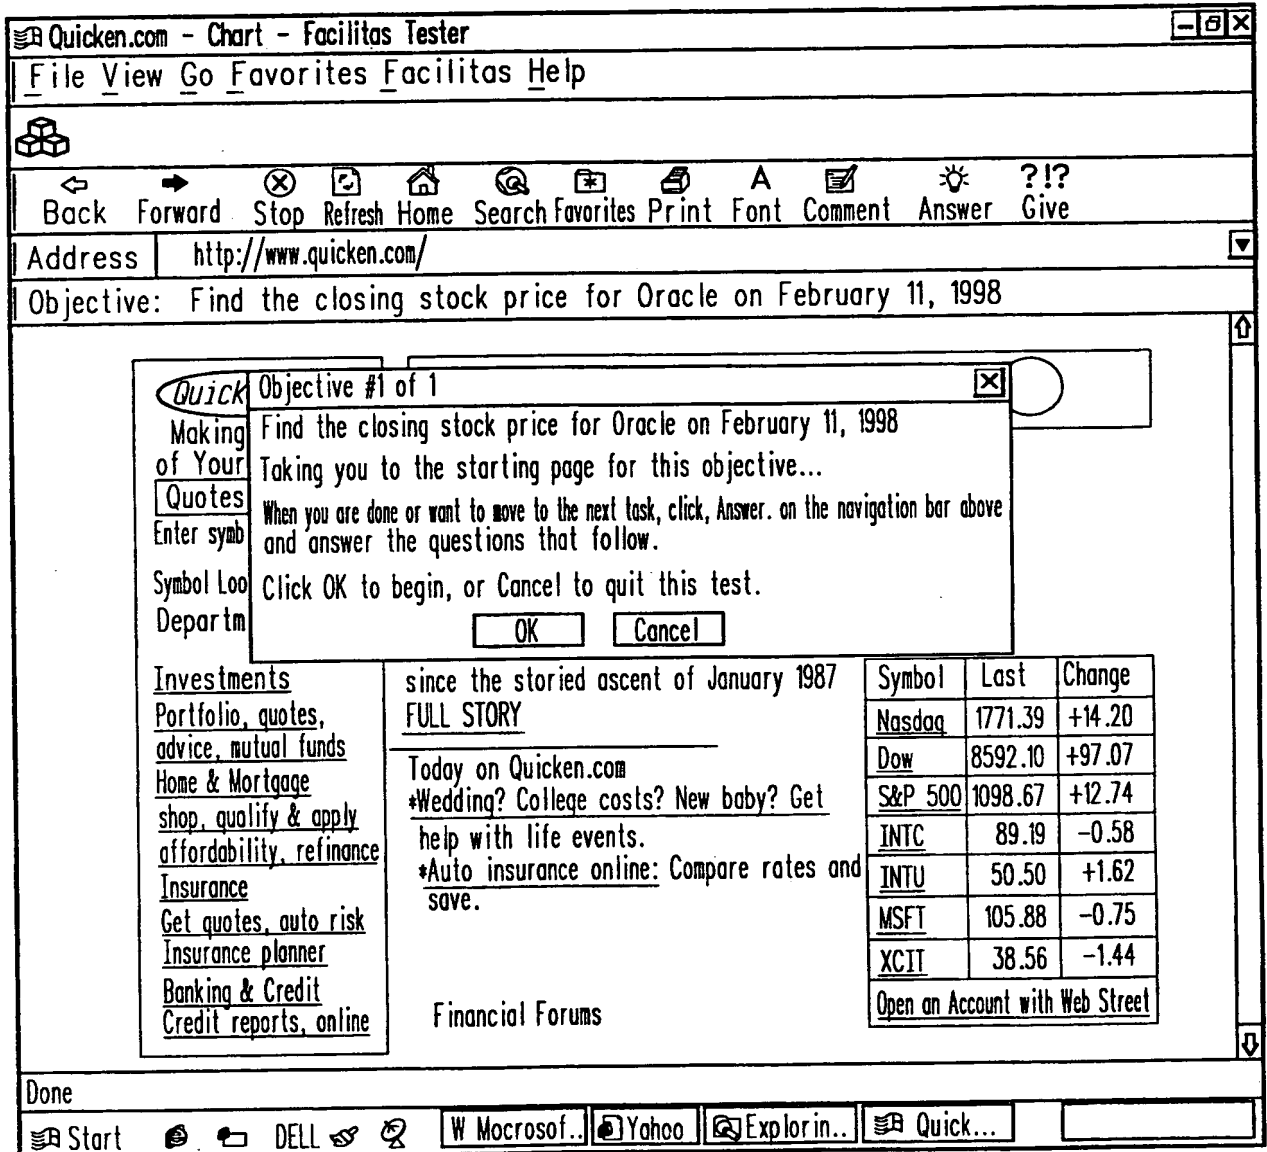 Quicken.com - Chart - Facilitas Tester
File View Go Favorites Facilitas Help
Back Forward Stop Refresh Home Search Favorites Print Font Comment Answer Give
?!?
Address http://www.quicken.com/
Objective: Find the closing stock price for Oracle on February 11, 1998
Quick
Making
of Your
Quotes
Enter symb
Symbol Loo
Departm
Objective #1 of 1
Find the closing stock price for Oracle on February 11, 1998
Taking you to the starting page for this objective...
When you are done or want to move to the next task, click, Answer. on the navigation bar above
and answer the questions that follow.
Click OK to begin, or Cancel to quit this test.
OK Cancel
Investments
Portfolio, quotes,
advice, mutual funds
Home & Mortgage
shop, qualify & apply
affordability, refinance
Insurance
Get quotes, auto risk
Insurance planner
Banking & Credit
Credit reports, online
since the storied ascent of January 1987
FULL STORY
Today on Quicken.com
*Wedding? College costs? New baby? Get
help with life events.
*Auto insurance online: Compare rates and
save.
Financial Forums
Symbol Last Change
Nasdaq 1771.39 +14.20
Dow 8592.10 +97.07
S&P 500 1098.67 +12.74
INTC 89.19 -0.58
INTU 50.50 +1.62
MSFT 105.88 -0.75
XCIT 38.56 -1.44
Open an Account with Web Street
Done
Start DELL W Mocrosof.. Yahoo Explorin.. Quick...